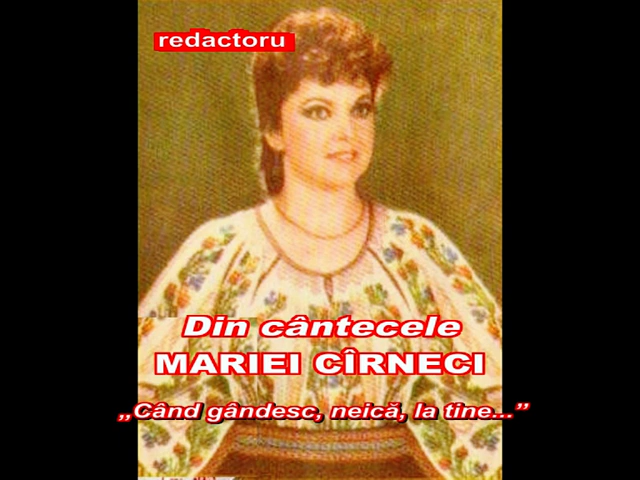 redactoru
Din cântecele
MARIEI CÎRNECI
„Când gândesc, neică, la tine...”